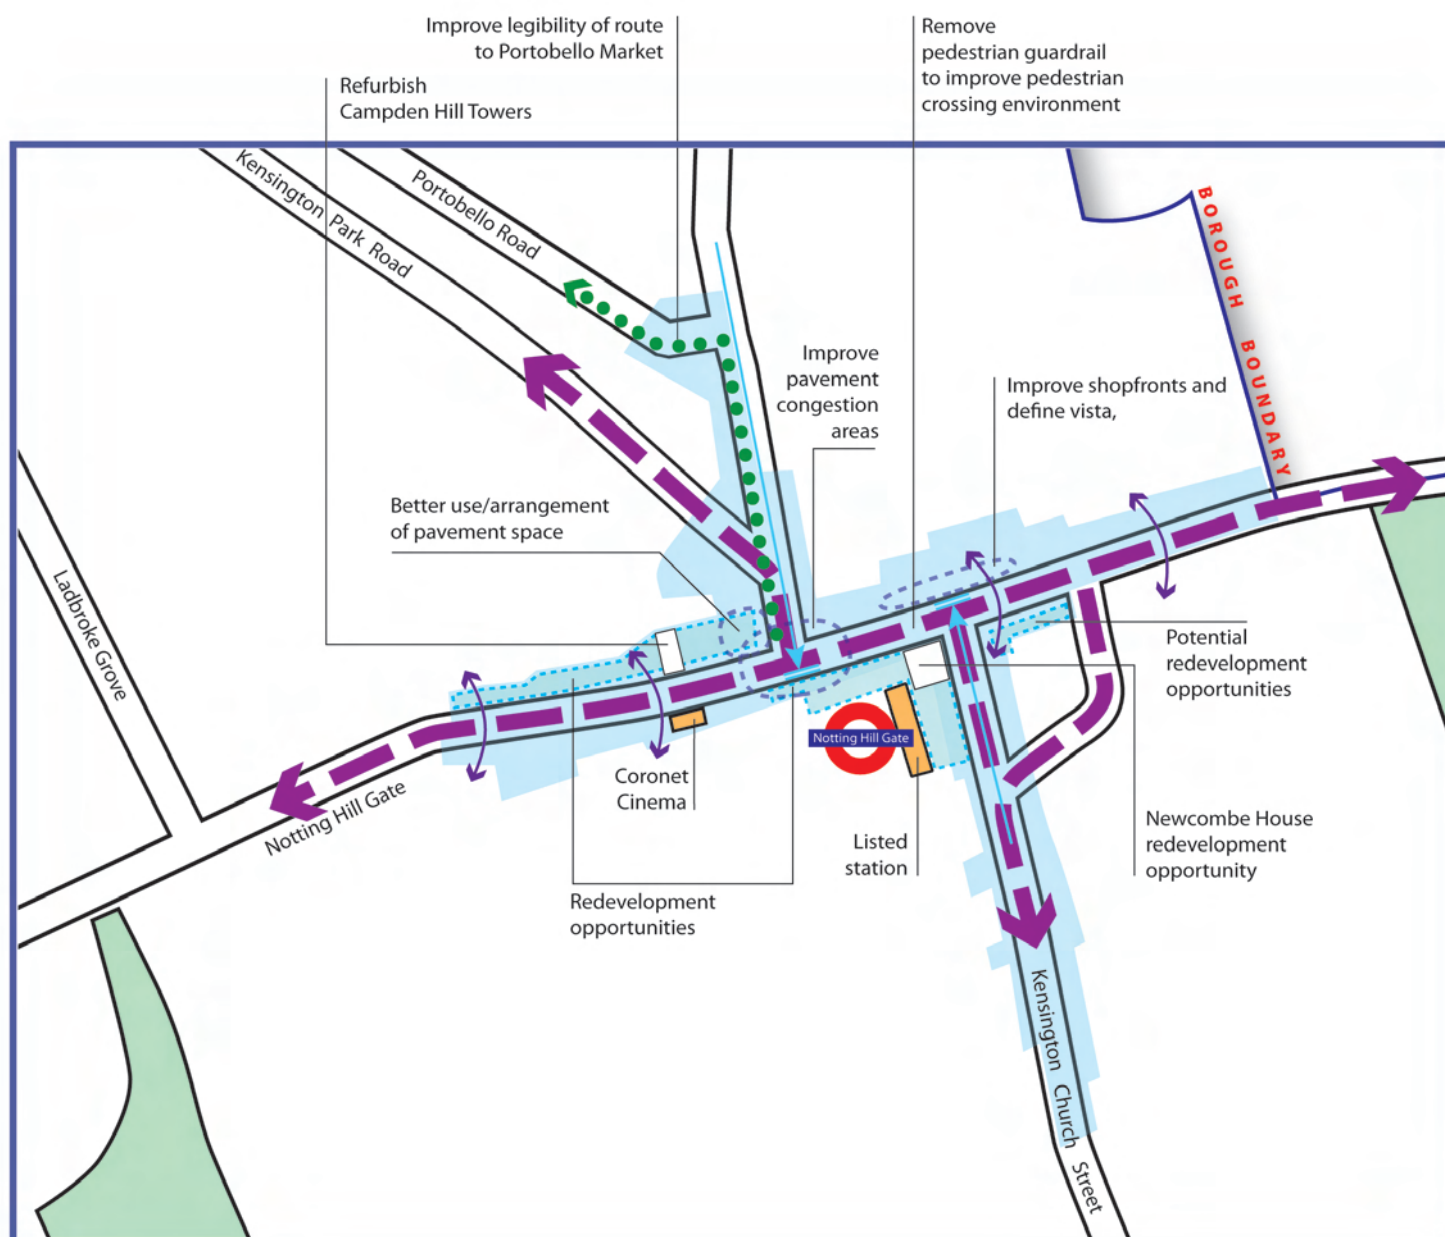 Improve legibility of route
to Portobello Market
Remove
pedestrian guardrail
to improve pedestrian
crossing environment
Refurbish
Campden Hill Towers
Kensington Park Road
Portobello Road
BOROUGH BOUNDARY
Improve
pavement
congestion
areas
Improve shopfronts and
define vista,
Better use/arrangement
of pavement space
Ladbroke Grove
Potential
redevelopment
opportunities
Notting Hill Gate
Coronet
Cinema
Notting Hill Gate
Listed
station
Newcombe House
redevelopment
opportunity
Redevelopment
opportunities
Kensington Church Street